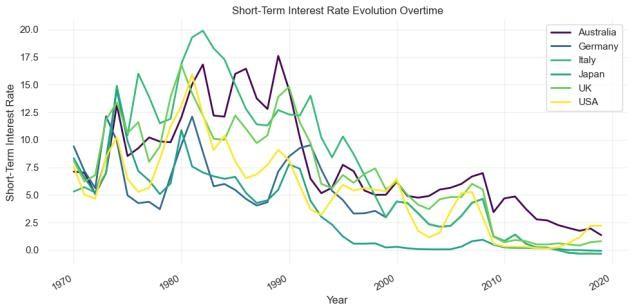 Short-Term Interest Rate Evolution Overtime
Short-Term Interest Rate
20.0
17.5
15.0
12.5
10.0
7.5
5.0
2.5
0.0
Australia
Germany
Italy
Japan
UK
USA
1970
1980
1990
2000
2010
2020
Year